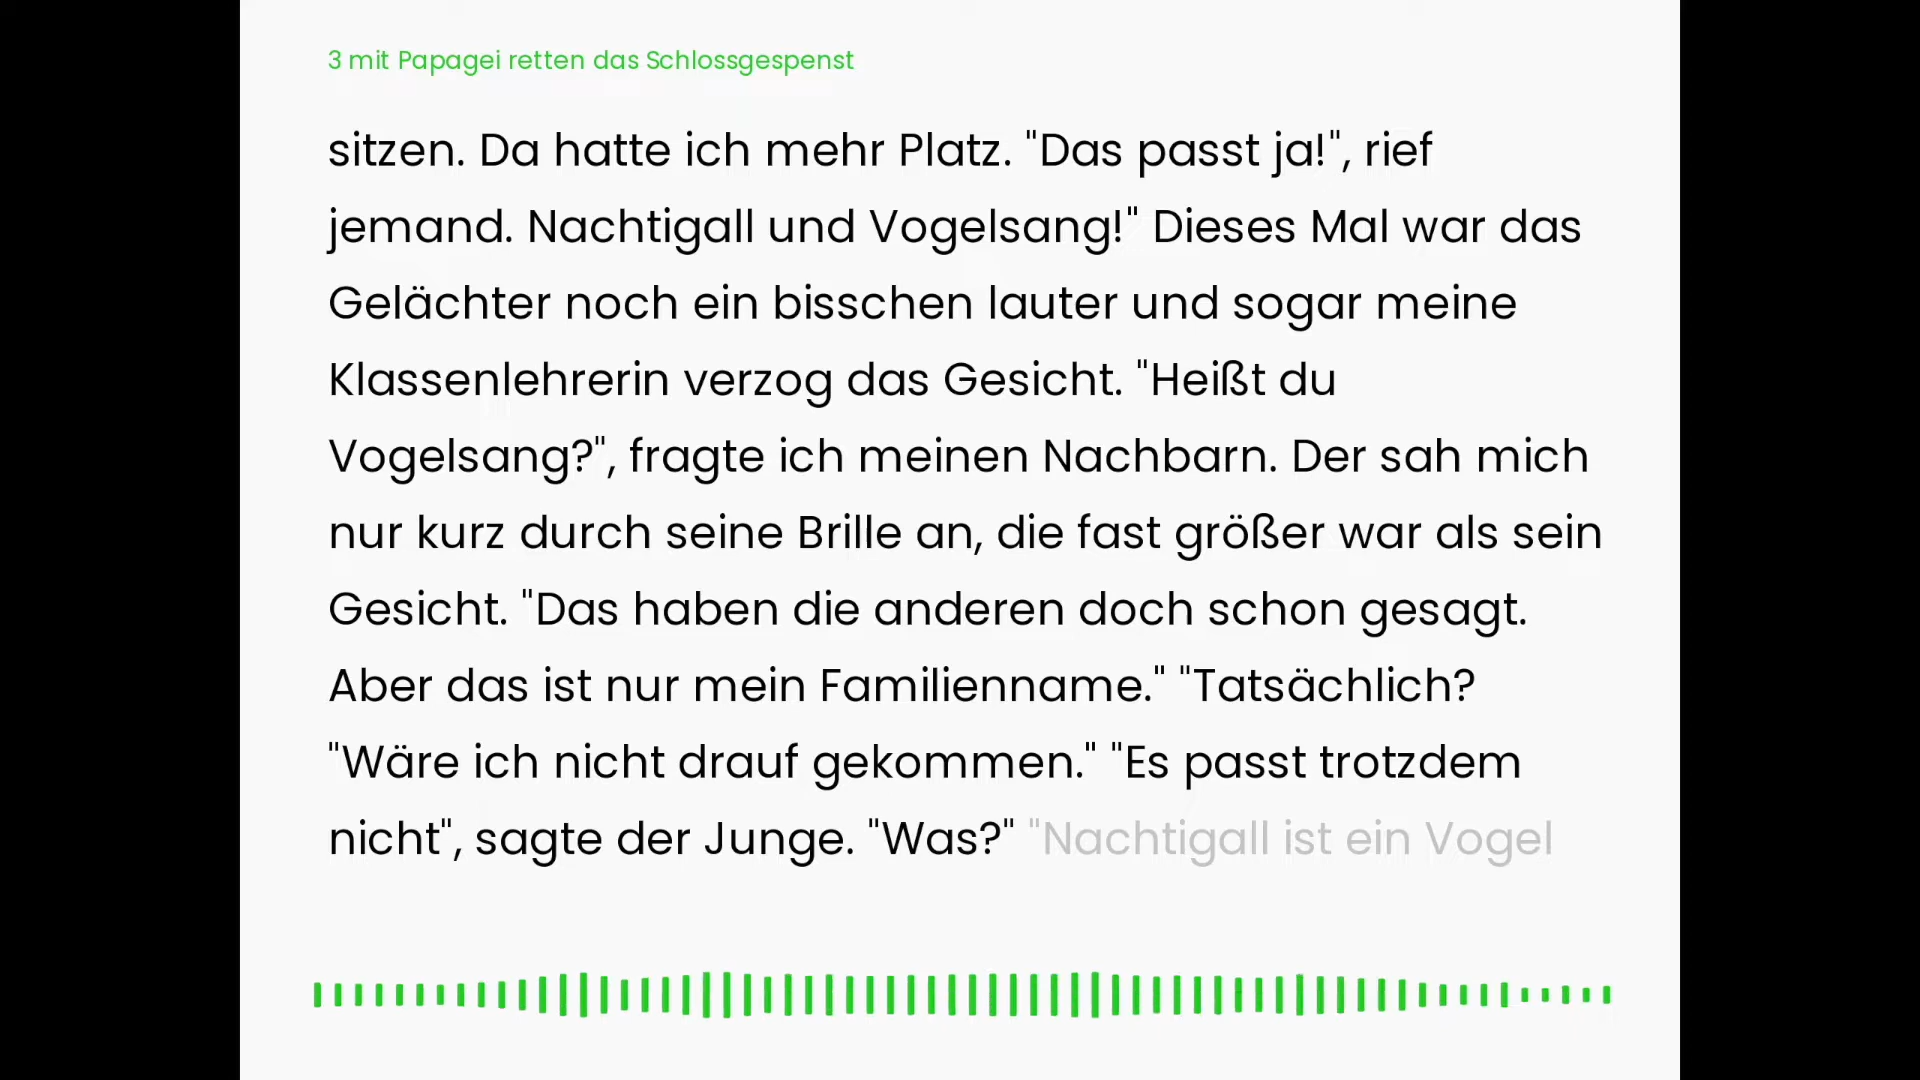 3 mit Papagei retten das Schlossgespenst
sitzen. Da hatte ich mehr Platz. "Das passt ja!", rief
jemand. Nachtigall und Vogelsang!" Dieses Mal war das
Gelächter noch ein bisschen lauter und sogar meine
Klassenlehrerin verzog das Gesicht. "Heißt du
Vogelsang?", fragte ich meinen Nachbarn. Der sah mich
nur kurz durch seine Brille an, die fast größer war als sein
Gesicht. "Das haben die anderen doch schon gesagt.
Aber das ist nur mein Familienname." "Tatsächlich?
"Wäre ich nicht drauf gekommen." "Es passt trotzdem
nicht", sagte der Junge. "Was?" "Nachtigall ist ein Vogel